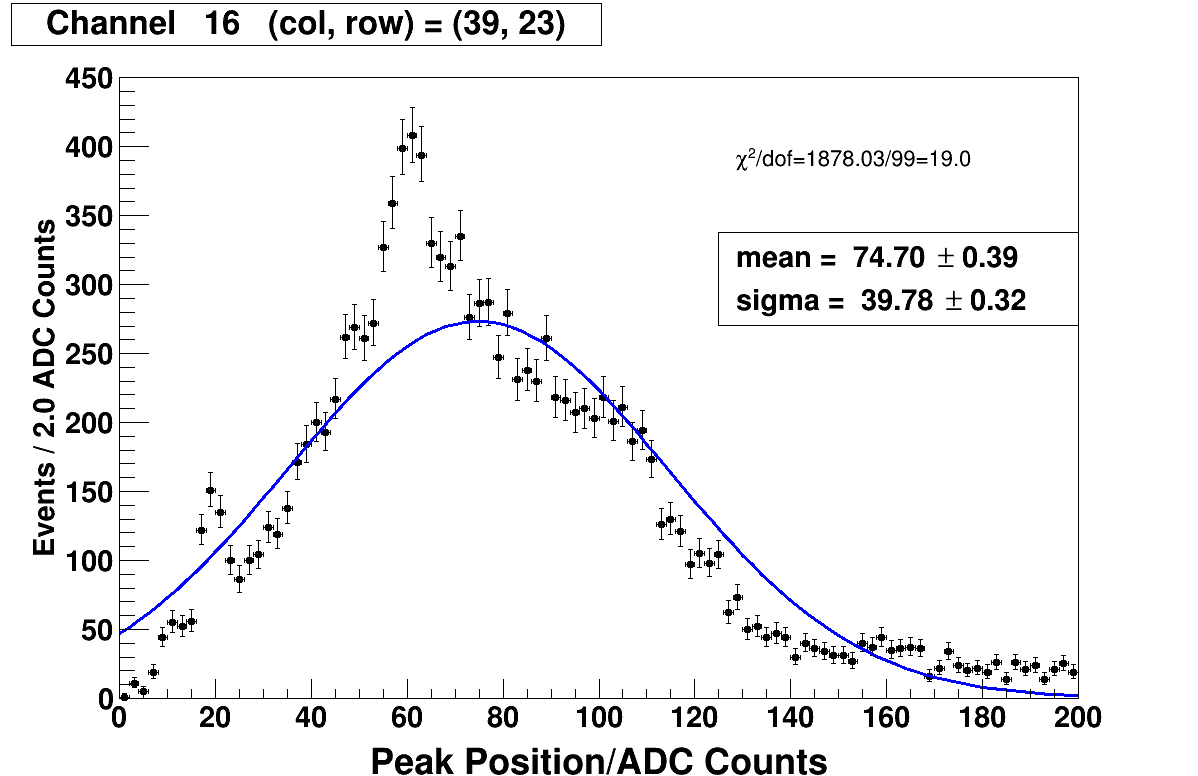 Channel 16 (col, row) = (39, 23)
450
400
350
300
250
200
150
100
50
0
Events / 2.0 ADC Counts
χ²/dof=1878.03/99=19.0
mean = 74.70 ± 0.39
sigma = 39.78 ± 0.32
0 20 40 60 80 100 120 140 160 180 200
Peak Position/ADC Counts